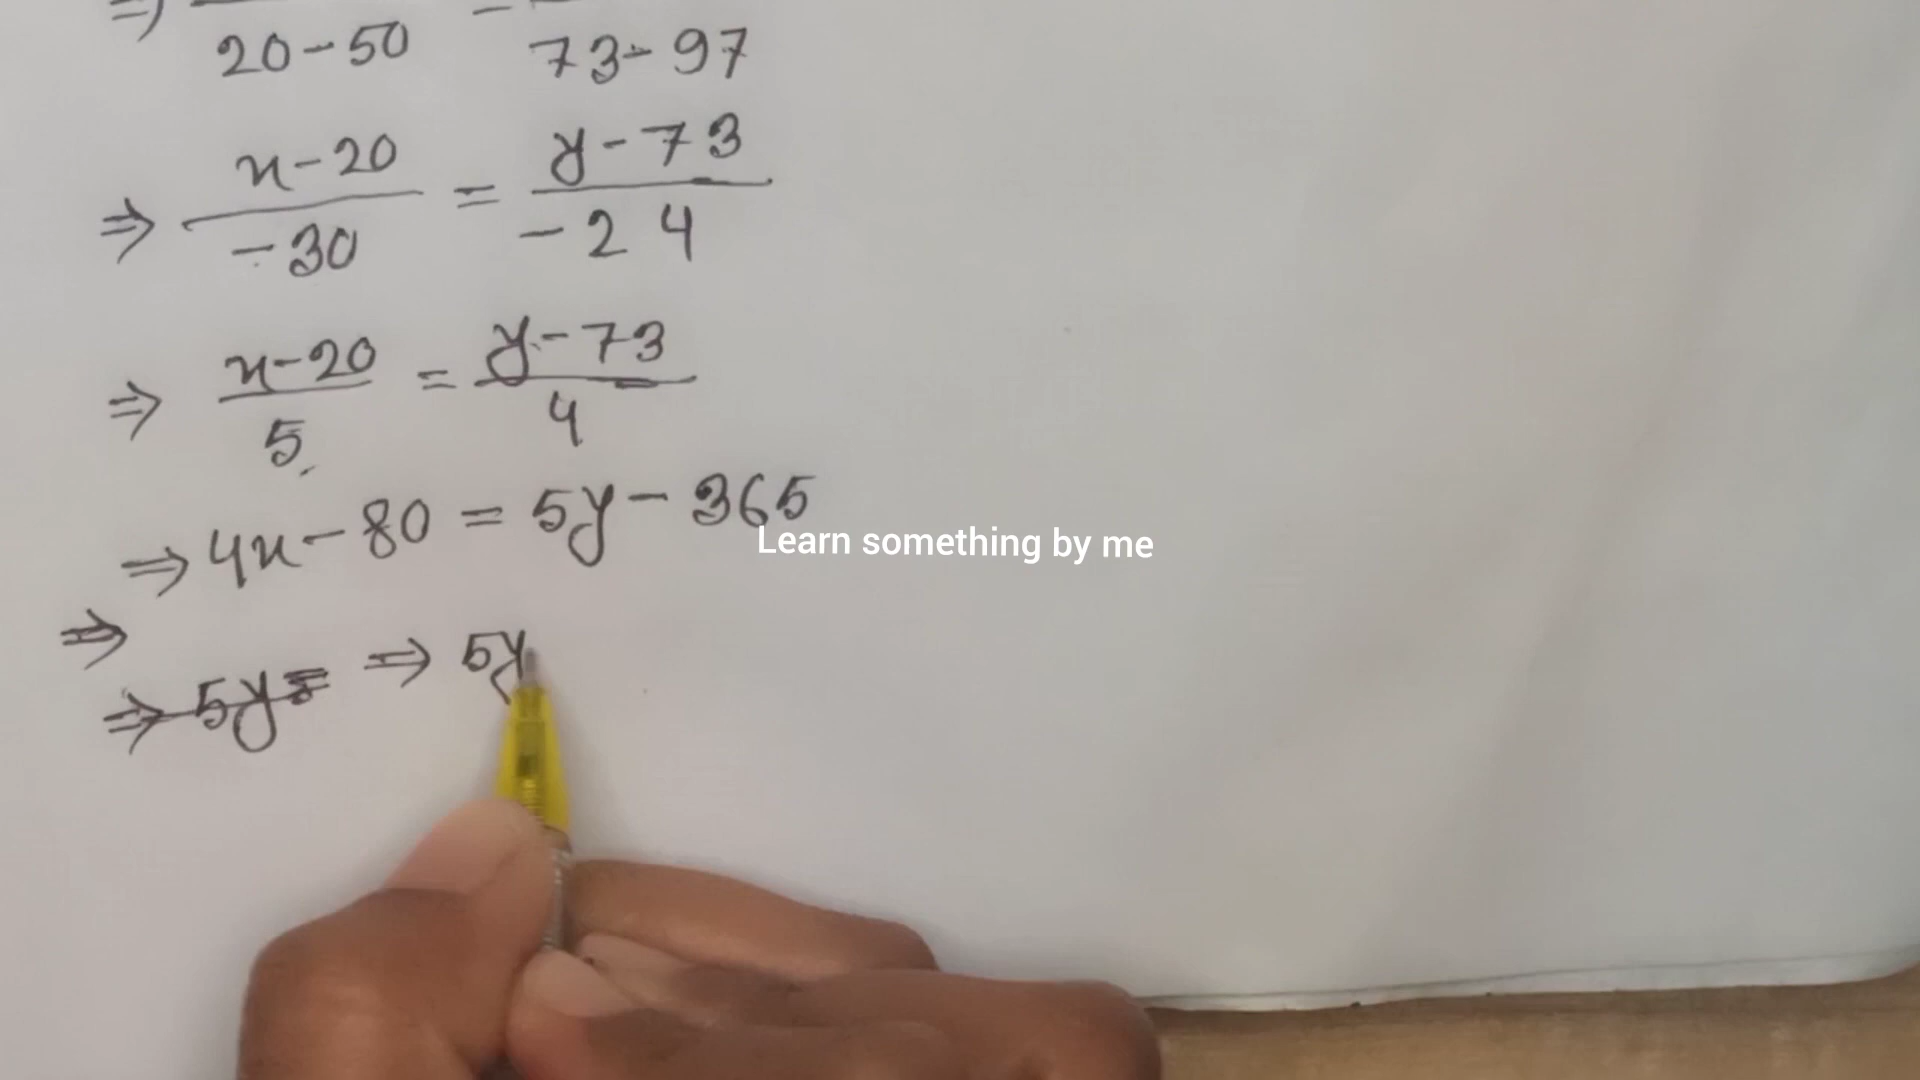 ⇒
20-50 73-97
x-20 = y-73
⇒
-30 -24
⇒ x-20 = y-73
5 4
⇒ 4x-80 = 5y-365
Learn something by me
⇒
⇒ 5y= ⇒ 5y